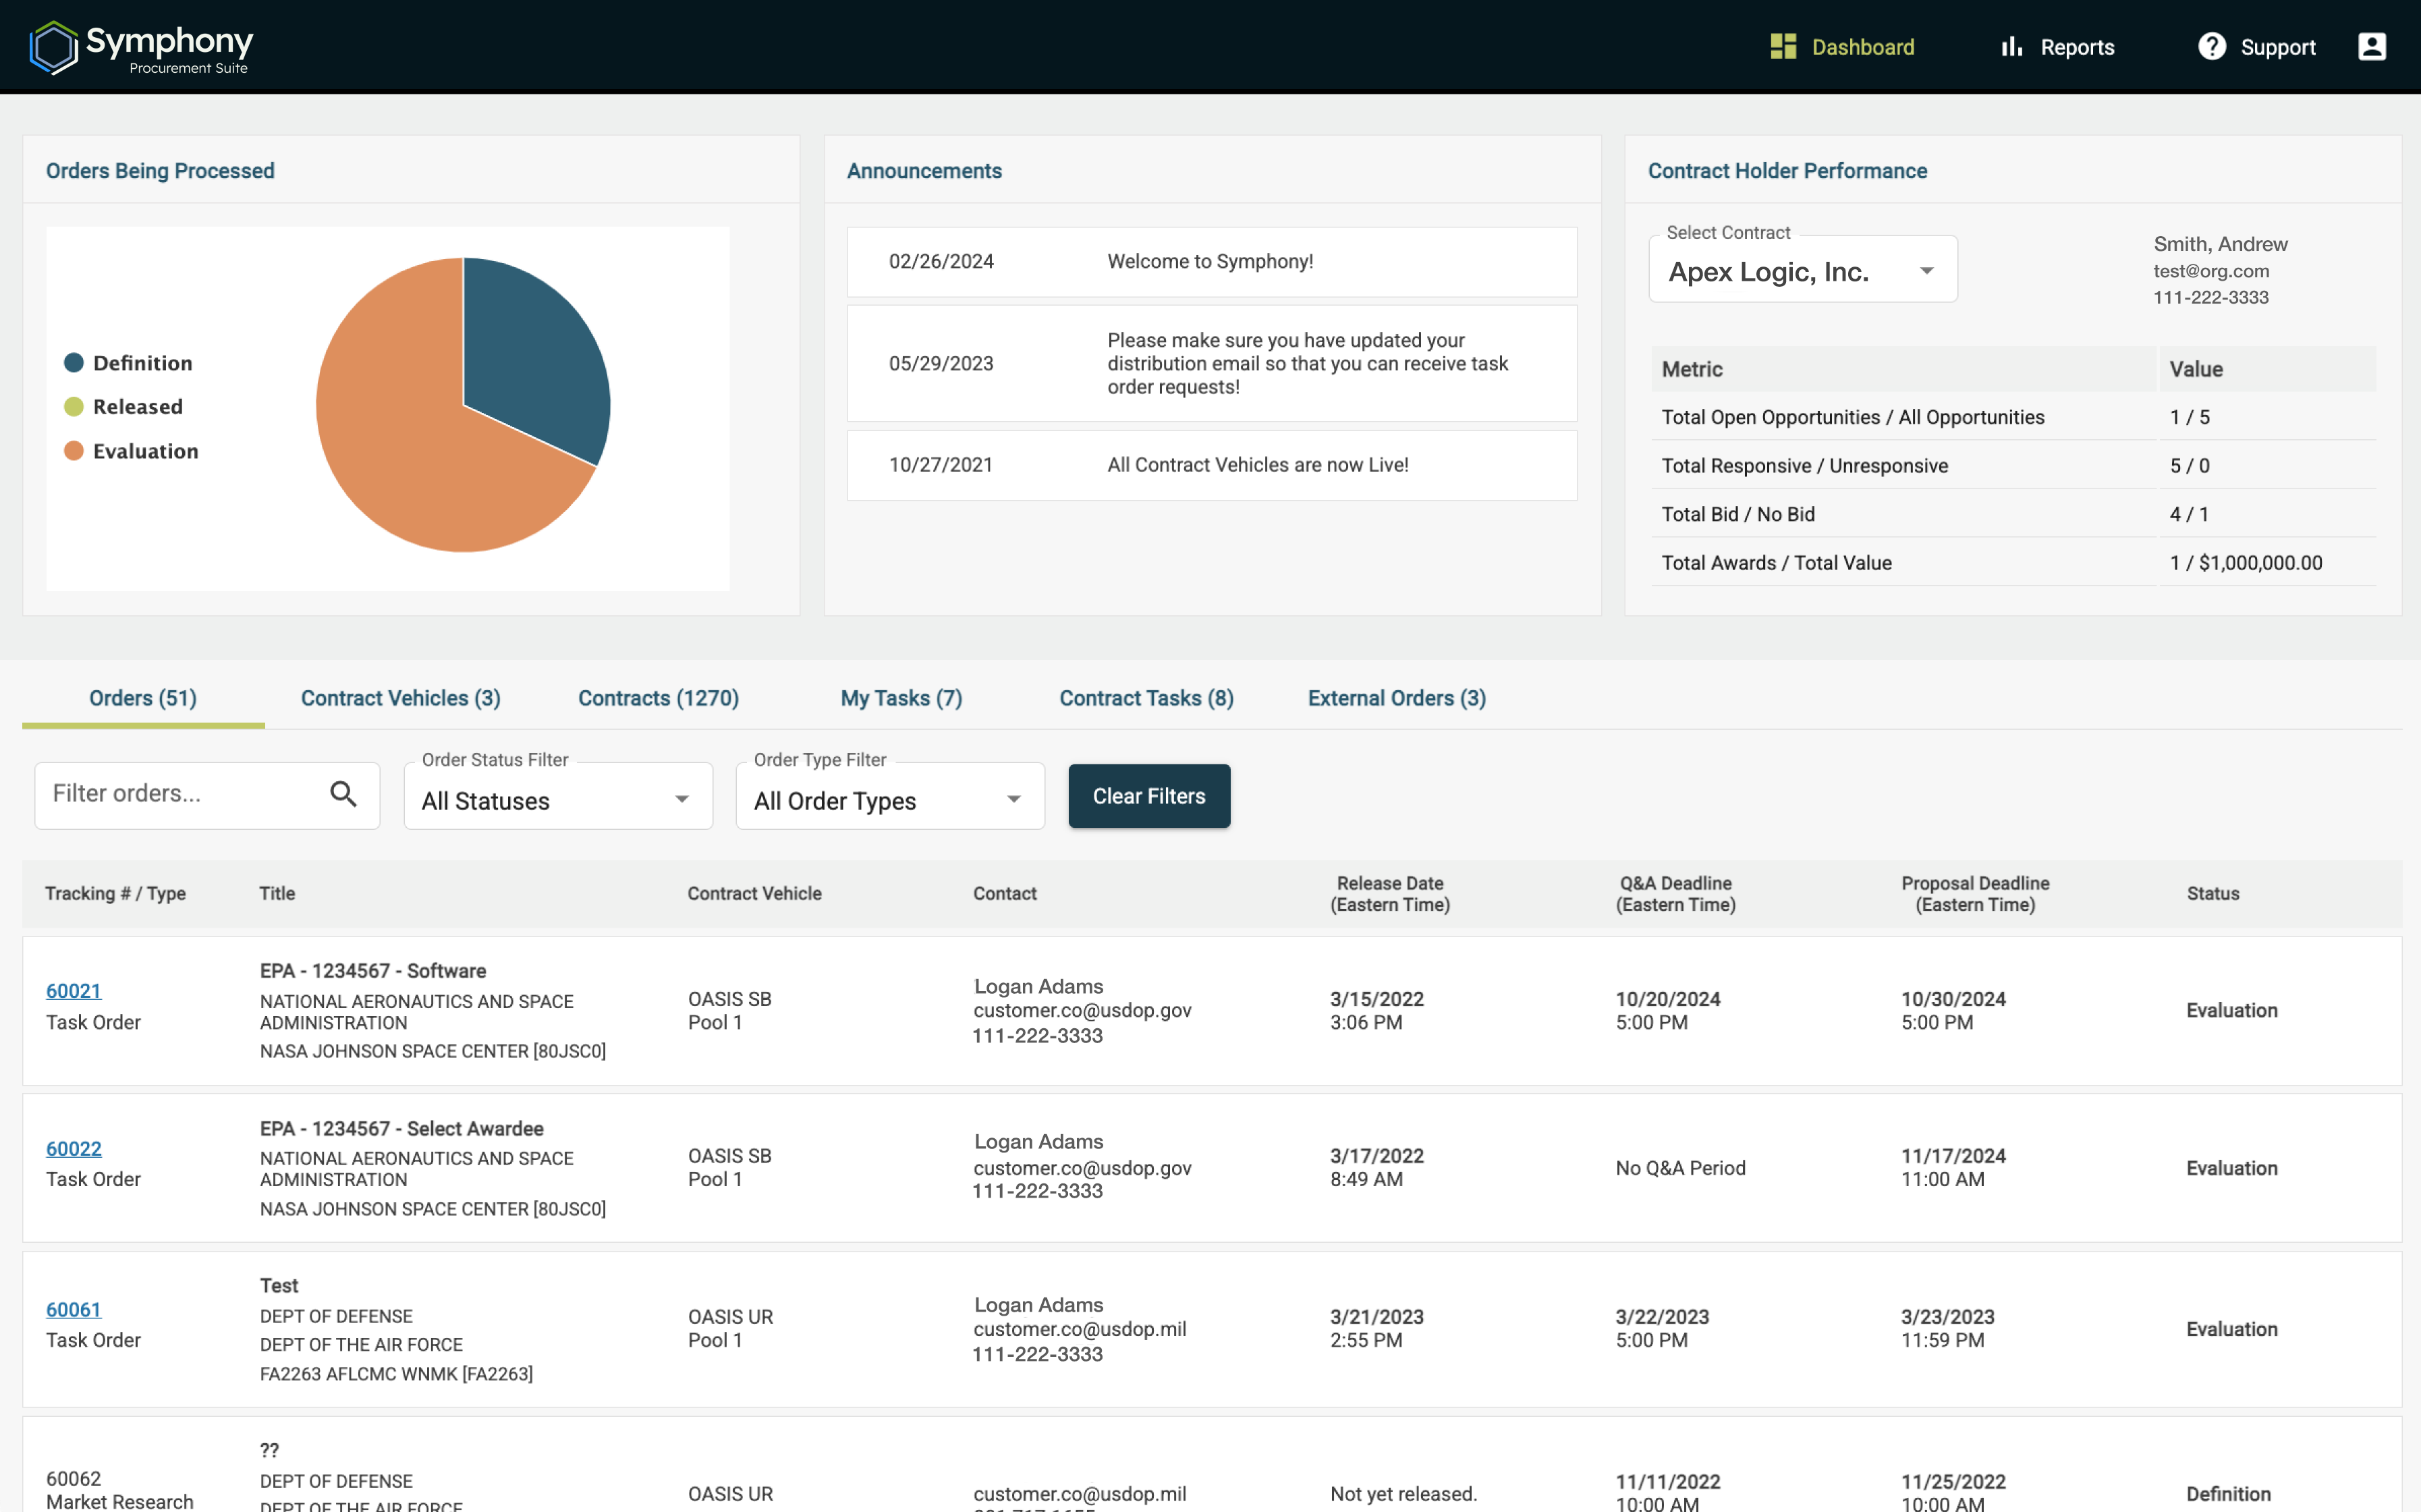 Symphony
Procurement Suite
Dashboard
Reports
Support
Orders Being Processed
Definition
Released
Evaluation
Announcements
02/26/2024 Welcome to Symphony!
05/29/2023 Please make sure you have updated your
distribution email so that you can receive task
order requests!
10/27/2021 All Contract Vehicles are now Live!
Contract Holder Performance
Select Contract
Apex Logic, Inc.
Smith, Andrew
test@org.com
111-222-3333
Metric Value
Total Open Opportunities / All Opportunities 1 / 5
Total Responsive / Unresponsive 5 / 0
Total Bid / No Bid 4 / 1
Total Awards / Total Value 1 / $1,000,000.00
Orders (51) Contract Vehicles (3) Contracts (1270) My Tasks (7) Contract Tasks (8) External Orders (3)
Filter orders...
Order Status Filter
All Statuses
Order Type Filter
All Order Types
Clear Filters
Tracking # / Type
Title
Contract Vehicle
Contact
Release Date
(Eastern Time)
Q&A Deadline
(Eastern Time)
Proposal Deadline
(Eastern Time)
Status
60021
Task Order
EPA - 1234567 - Software
NATIONAL AERONAUTICS AND SPACE
ADMINISTRATION
NASA JOHNSON SPACE CENTER [80JSC0]
OASIS SB
Pool 1
Logan Adams
customer.co@usdop.gov
111-222-3333
3/15/2022
3:06 PM
10/20/2024
5:00 PM
10/30/2024
5:00 PM
Evaluation
60022
Task Order
EPA - 1234567 - Select Awardee
NATIONAL AERONAUTICS AND SPACE
ADMINISTRATION
NASA JOHNSON SPACE CENTER [80JSC0]
OASIS SB
Pool 1
Logan Adams
customer.co@usdop.gov
111-222-3333
3/17/2022
8:49 AM
No Q&A Period
11/17/2024
11:00 AM
Evaluation
60061
Task Order
Test
DEPT OF DEFENSE
DEPT OF THE AIR FORCE
FA2263 AFLCMC WNMK [FA2263]
OASIS UR
Pool 1
Logan Adams
customer.co@usdop.mil
111-222-3333
3/21/2023
2:55 PM
3/22/2023
5:00 PM
3/23/2023
11:59 PM
Evaluation
60062
Market Research
??
DEPT OF DEFENSE
DEPT OF THE AIR FORCE
OASIS UR
customer.co@usdop.mil
Not yet released.
11/11/2022
10:00 AM
11/25/2022
10:00 AM
Definition